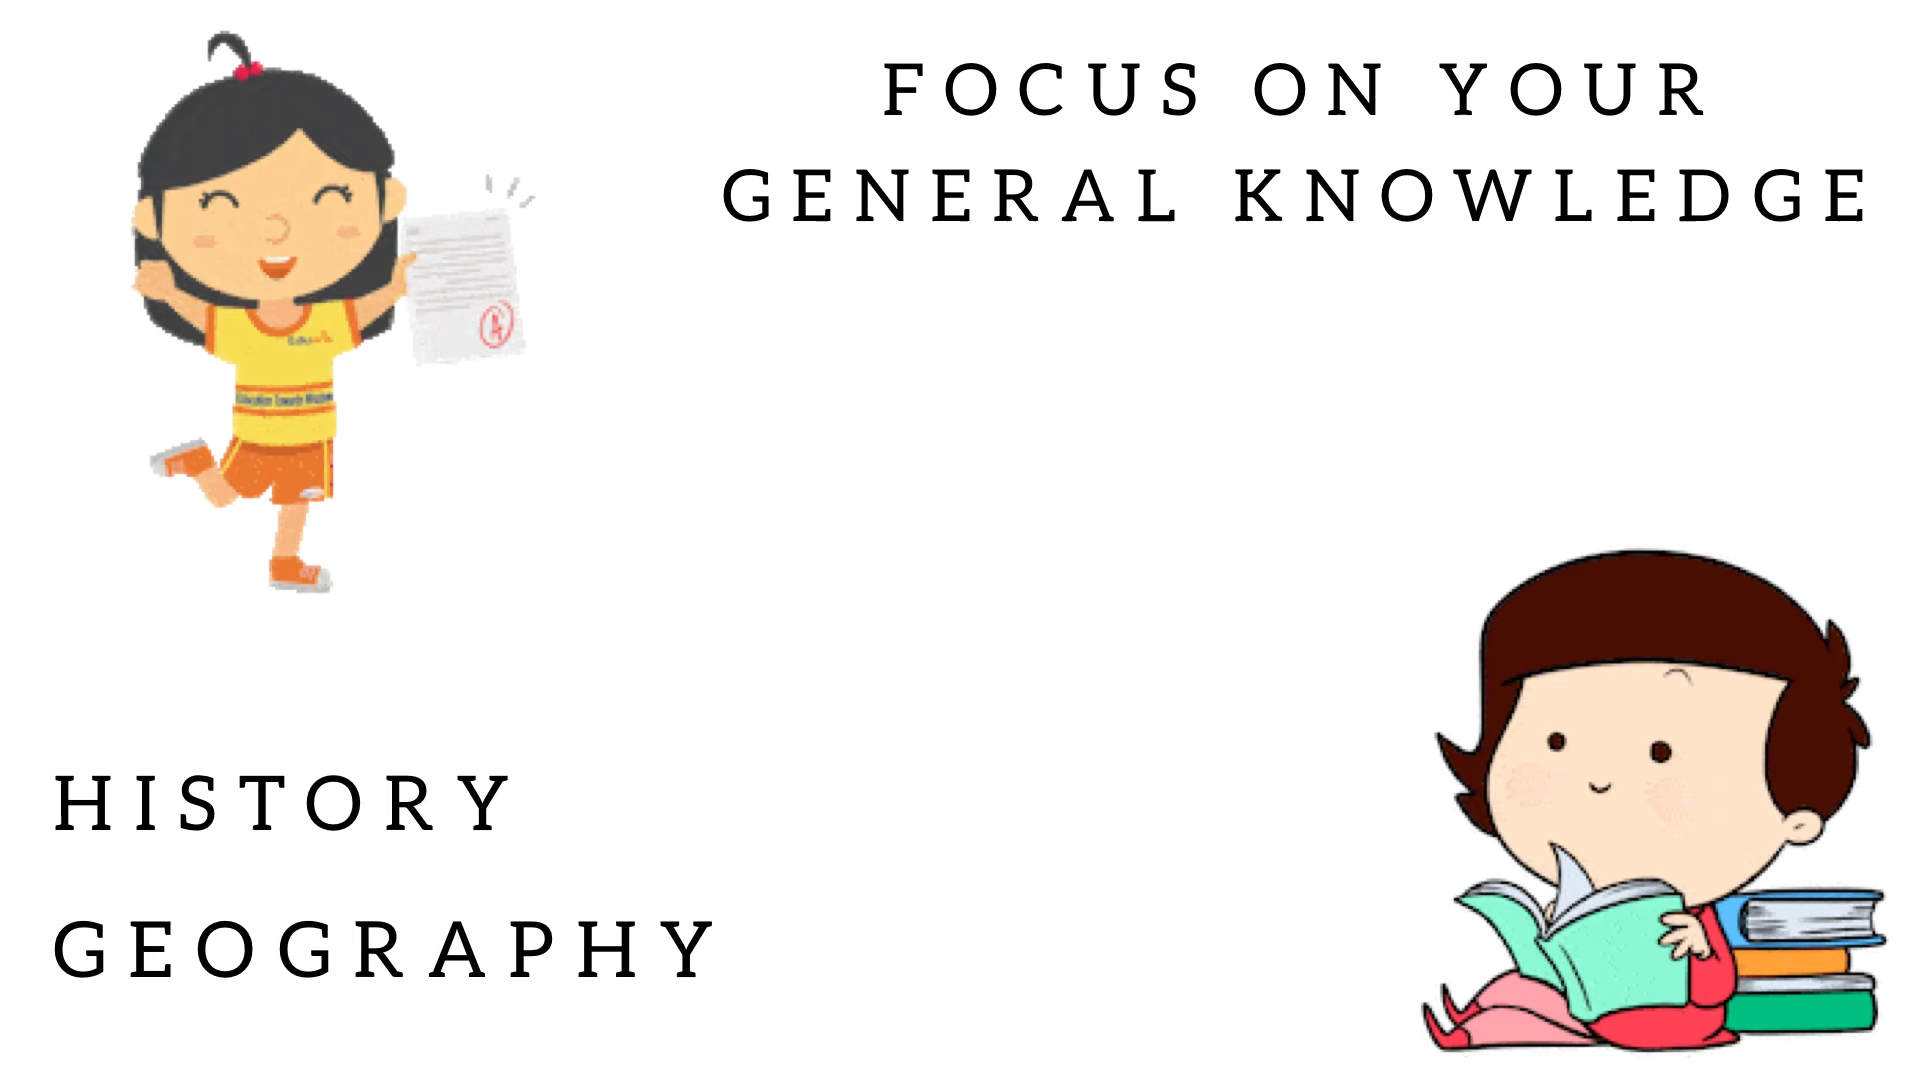 FOCUS ON YOUR
GENERAL KNOWLEDGE
A
HISTORY
GEOGRAPHY